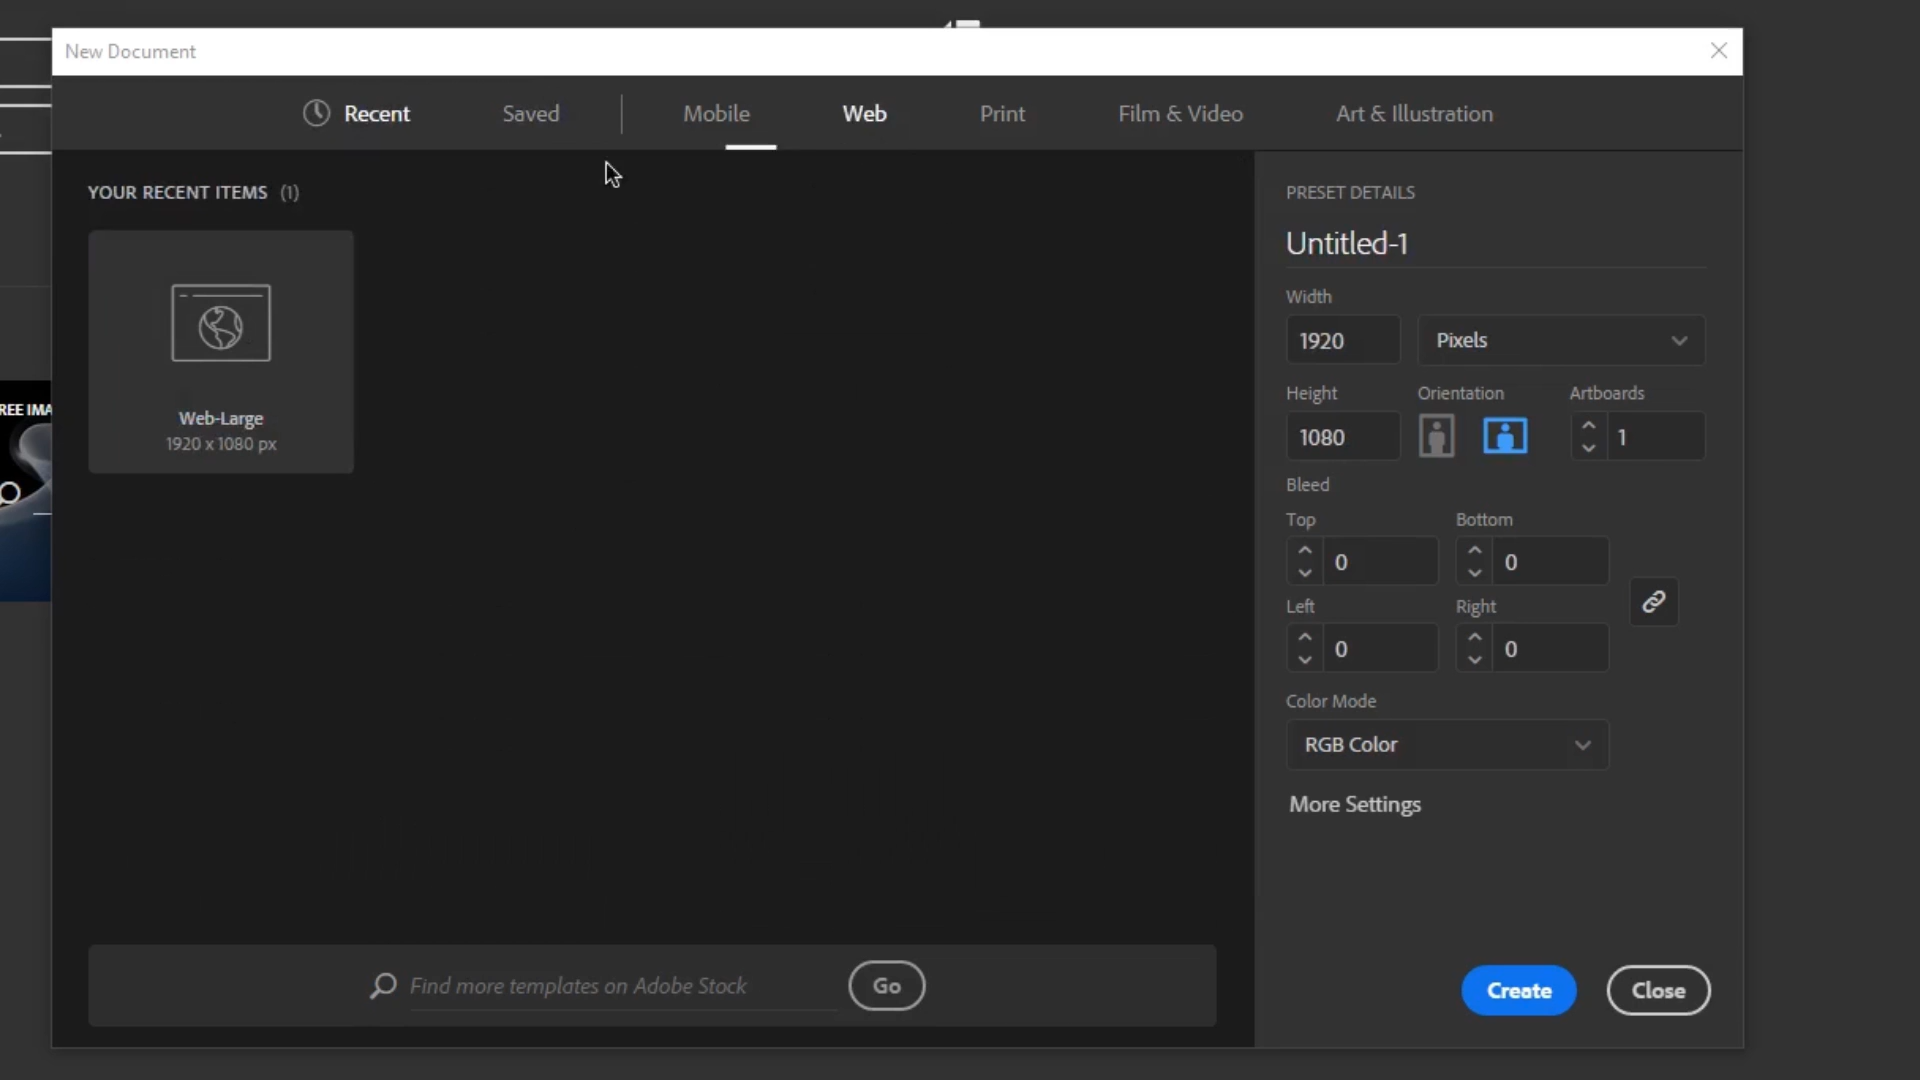 New Document
Recent Saved Mobile Web Print Film & Video Art & Illustration
YOUR RECENT ITEMS (1)
Web-Large
1920 x 1080 px
Find more templates on Adobe Stock
Go
PRESET DETAILS
Untitled-1
Width
1920 Pixels
Height Orientation Artboards
1080 1
Bleed
Top Bottom
0 0
Left Right
0 0
Color Mode
RGB Color
More Settings
Create Close
REE IMA